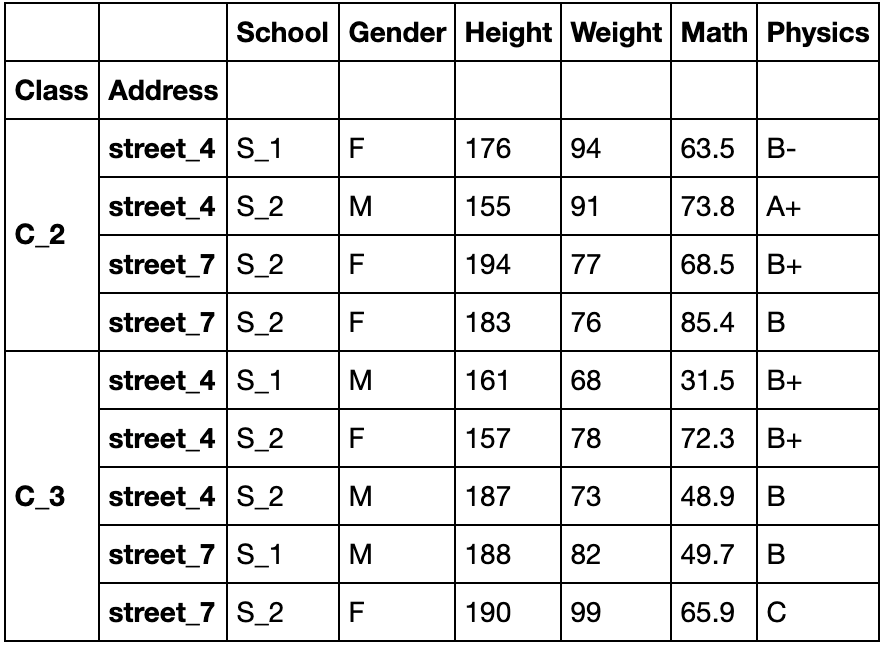 School Gender Height Weight Math Physics
Class Address
C_2 street_4 S_1 F 176 94 63.5 B-
street_4 S_2 M 155 91 73.8 A+
street_7 S_2 F 194 77 68.5 B+
street_7 S_2 F 183 76 85.4 B
C_3 street_4 S_1 M 161 68 31.5 B+
street_4 S_2 F 157 78 72.3 B+
street_4 S_2 M 187 73 48.9 B
street_7 S_1 M 188 82 49.7 B
street_7 S_2 F 190 99 65.9 C